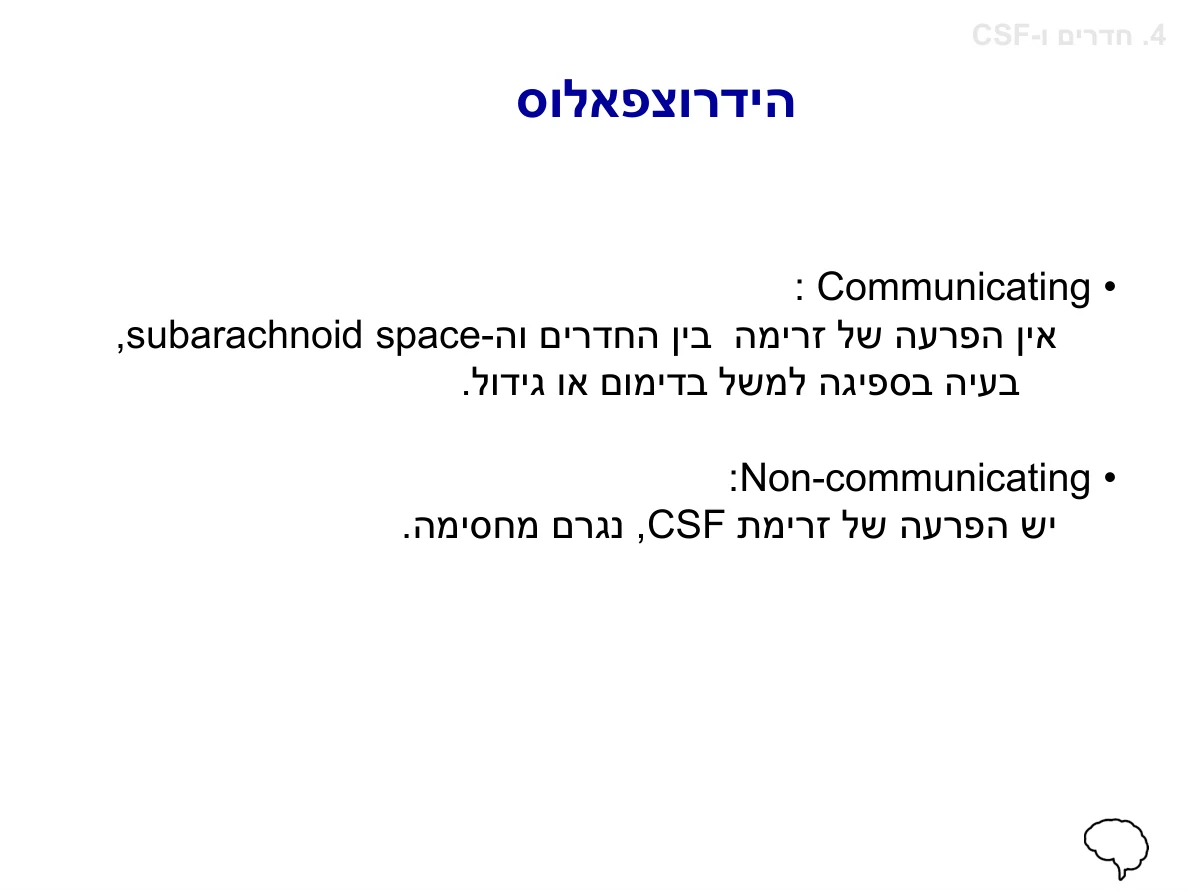 4. חדרים ו-CSF
הידרוצפאלוס
• Communicating :
אין הפרעה של זרימה  בין החדרים וה-subarachnoid space,
בעיה בספיגה למשל בדימום או גידול.
• Non-communicating:
יש הפרעה של זרימת CSF, נגרם מחסימה.